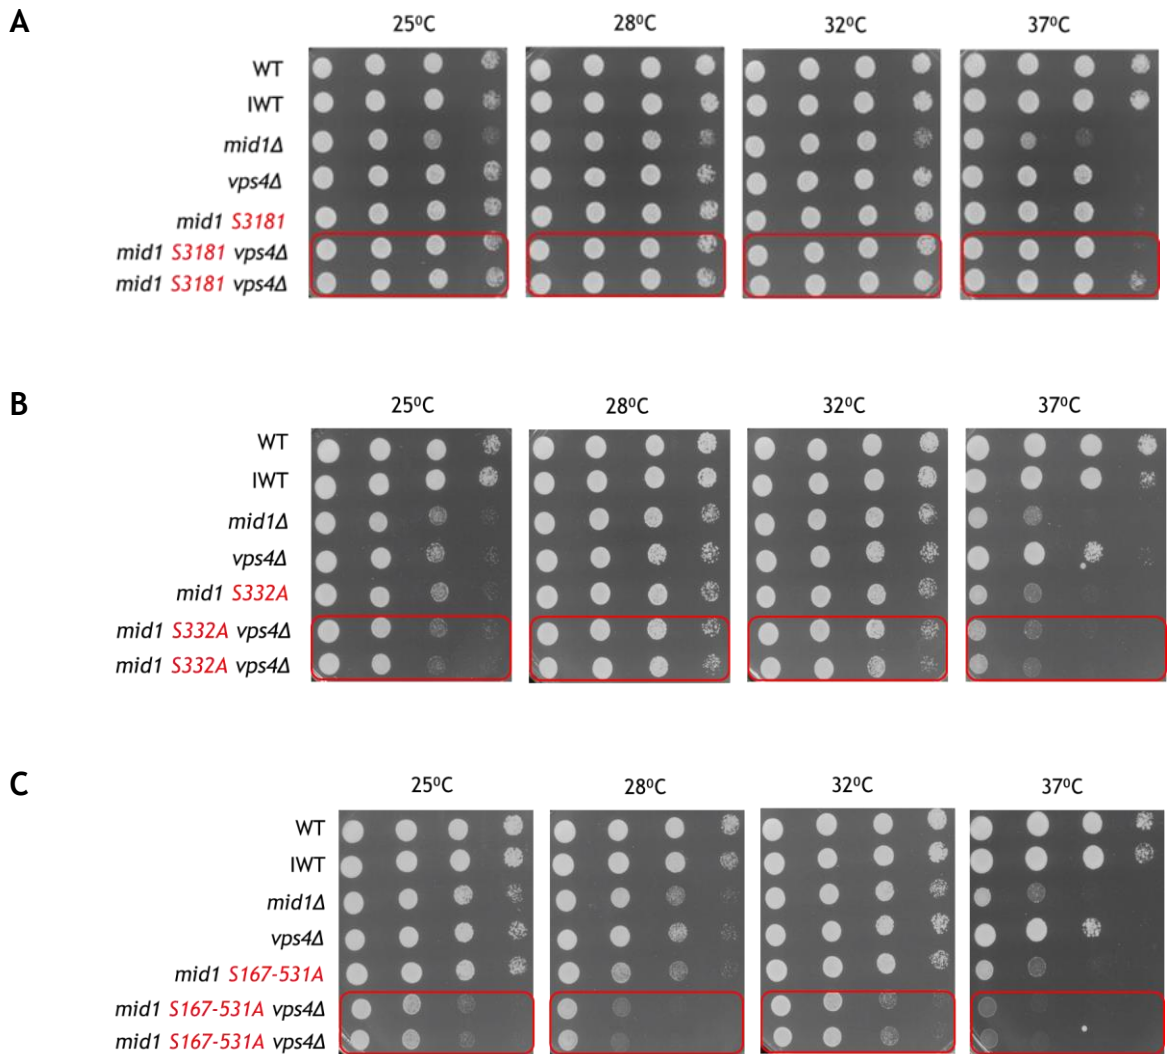 A
25⁰C 28⁰C 32⁰C 37⁰C
WT
IWT
mid1Δ
vps4Δ
mid1 S3181
mid1 S3181 vps4Δ
mid1 S3181 vps4Δ
B
25⁰C 28⁰C 32⁰C 37⁰C
WT
IWT
mid1Δ
vps4Δ
mid1 S332A
mid1 S332A vps4Δ
mid1 S332A vps4Δ
C
25⁰C 28⁰C 32⁰C 37⁰C
WT
IWT
mid1Δ
vps4Δ
mid1 S167-531A
mid1 S167-531A vps4Δ
mid1 S167-531A vps4Δ